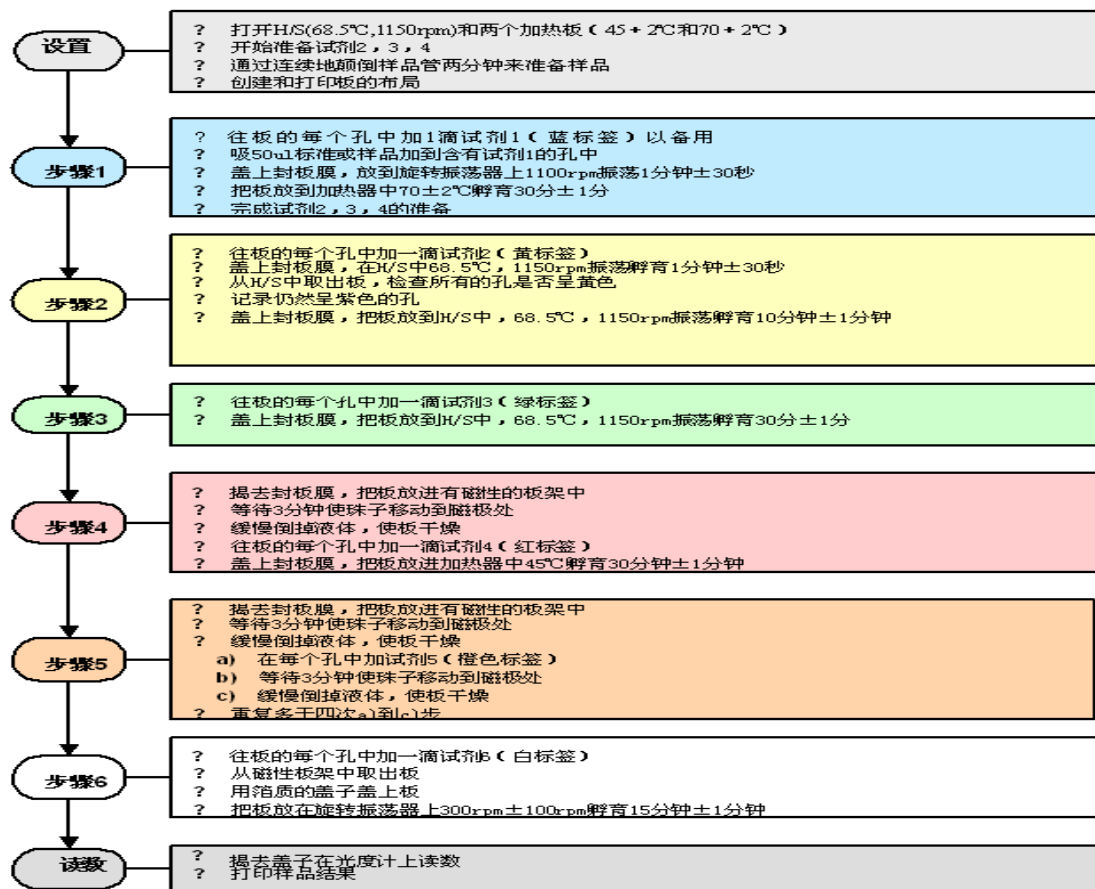 设置
? 打开H/S(68.5℃,1150rpm)和两个加热板（45+2℃和70+2℃）
? 开始准备试剂2，3，4
? 通过连续地颠倒样品管两分钟来准备样品
? 创建和打印板的布局
步骤1
? 往板的每个孔中加1滴试剂1（蓝标签）以备用
? 吸50ul标准或样品加到含有试剂1的孔中
? 盖上封板膜，放到旋转振荡器上1100rpm振荡1分钟±30秒
? 把板放到加热器中70±2℃孵育30分±1分
? 完成试剂2，3，4的准备
步骤2
? 往板的每个孔中加一滴试剂2（黄标签）
? 盖上封板膜，在H/S中68.5℃，1150rpm振荡孵育1分钟±30秒
? 从H/S中取出板，检查所有的孔是否呈黄色
? 记录仍然呈紫色的孔
? 盖上封板膜，把板放到H/S中，68.5℃，1150rpm振荡孵育10分钟±1分钟
步骤3
? 往板的每个孔中加一滴试剂3（绿标签）
? 盖上封板膜，把板放到H/S中，68.5℃，1150rpm振荡孵育30分±1分
步骤4
? 揭去封板膜，把板放进有磁性的板架中
? 等待3分钟使珠子移动到磁极处
? 缓慢倒掉液体，使板干燥
? 往板的每个孔中加一滴试剂4（红标签）
? 盖上封板膜，把板放进加热器中45℃孵育30分钟±1分钟
步骤5
? 揭去封板膜，把板放进有磁性的板架中
? 等待3分钟使珠子移动到磁极处
? 缓慢倒掉液体，使板干燥
a) 在每个孔中加试剂5（橙色标签）
b) 等待3分钟使珠子移动到磁极处
c) 缓慢倒掉液体，使板干燥
? 重复多于四次a)到c)步
步骤6
? 往板的每个孔中加一滴试剂6（白标签）
? 从磁性板架中取出板
? 用箔质的盖子盖上板
? 把板放在旋转振荡器上300rpm±100rpm孵育15分钟±1分钟
读数
? 揭去盖子在光度计上读数
? 打印样品结果